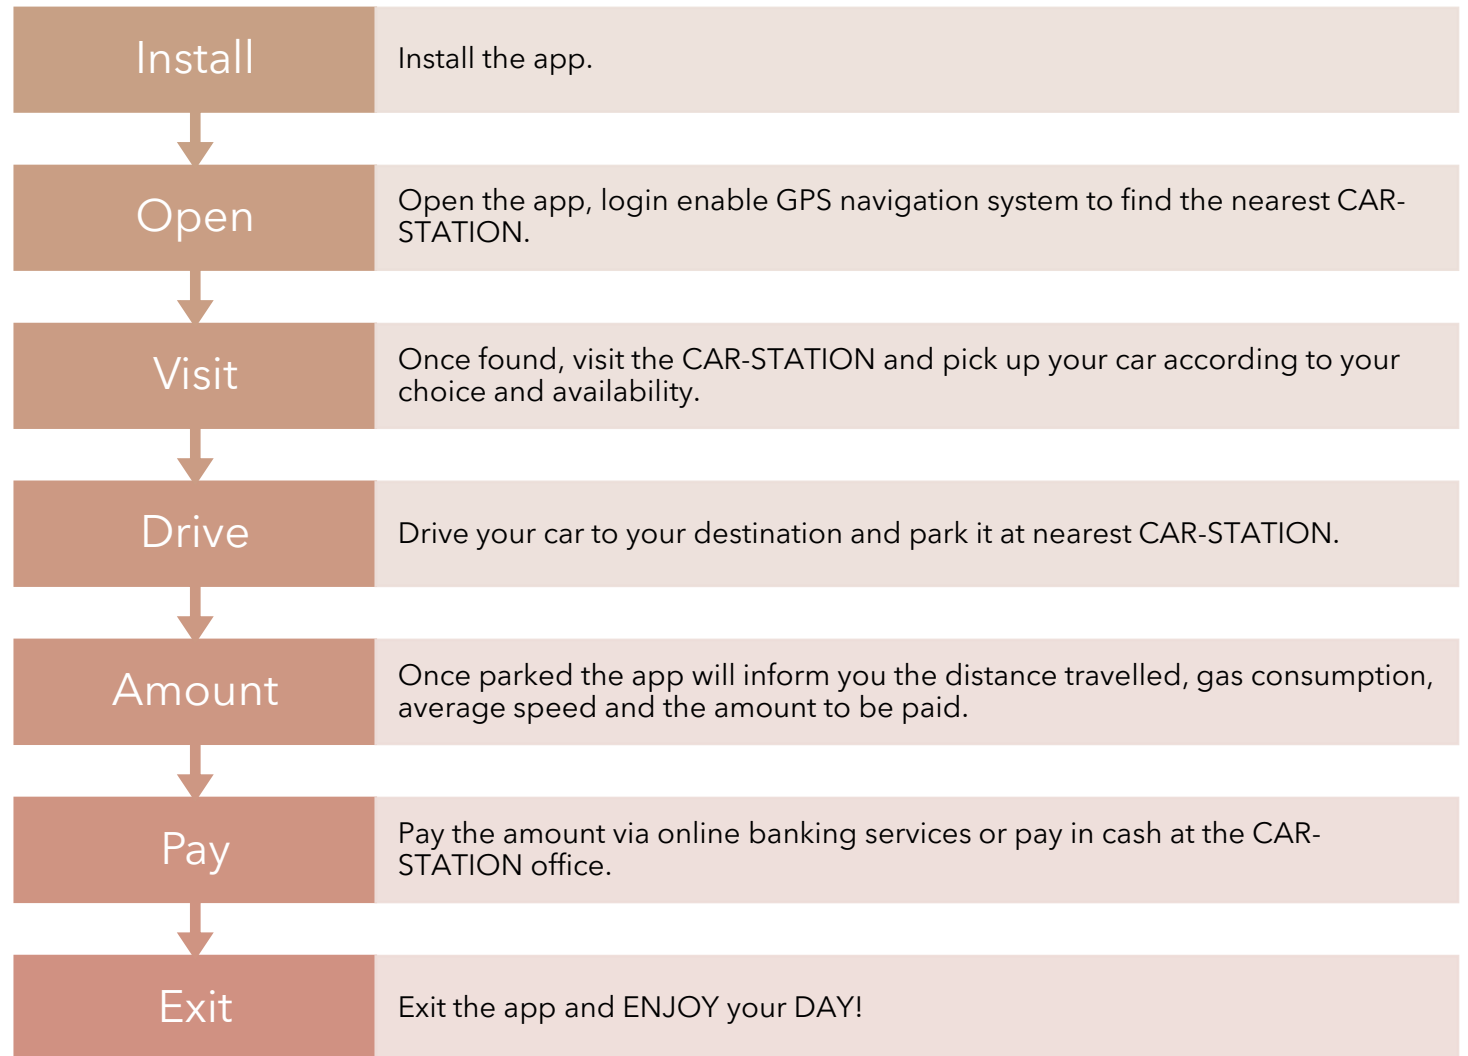 Install
Install the app.
Open
Open the app, login enable GPS navigation system to find the nearest CAR-
STATION.
Visit
Once found, visit the CAR-STATION and pick up your car according to your
choice and availability.
Drive
Drive your car to your destination and park it at nearest CAR-STATION.
Amount
Once parked the app will inform you the distance travelled, gas consumption,
average speed and the amount to be paid.
Pay
Pay the amount via online banking services or pay in cash at the CAR-
STATION office.
Exit
Exit the app and ENJOY your DAY!